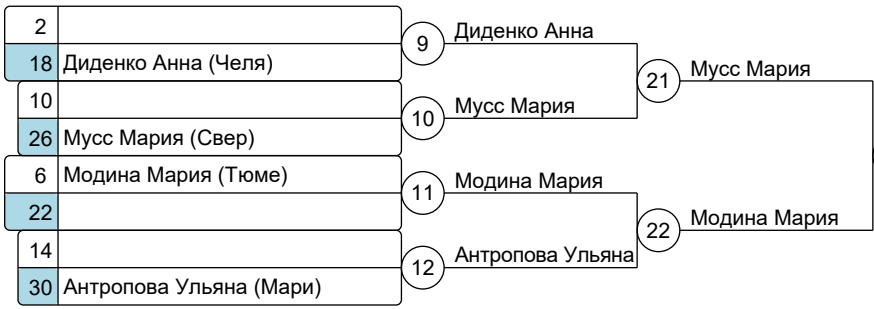 2
18 Диденко Анна (Челя)
10
26 Мусс Мария (Свер)
6 Модина Мария (Тюме)
22
14
30 Антропова Ульяна (Мари)
9 Диденко Анна
10 Мусс Мария
11 Модина Мария
12 Антропова Ульяна
21 Мусс Мария
22 Модина Мария